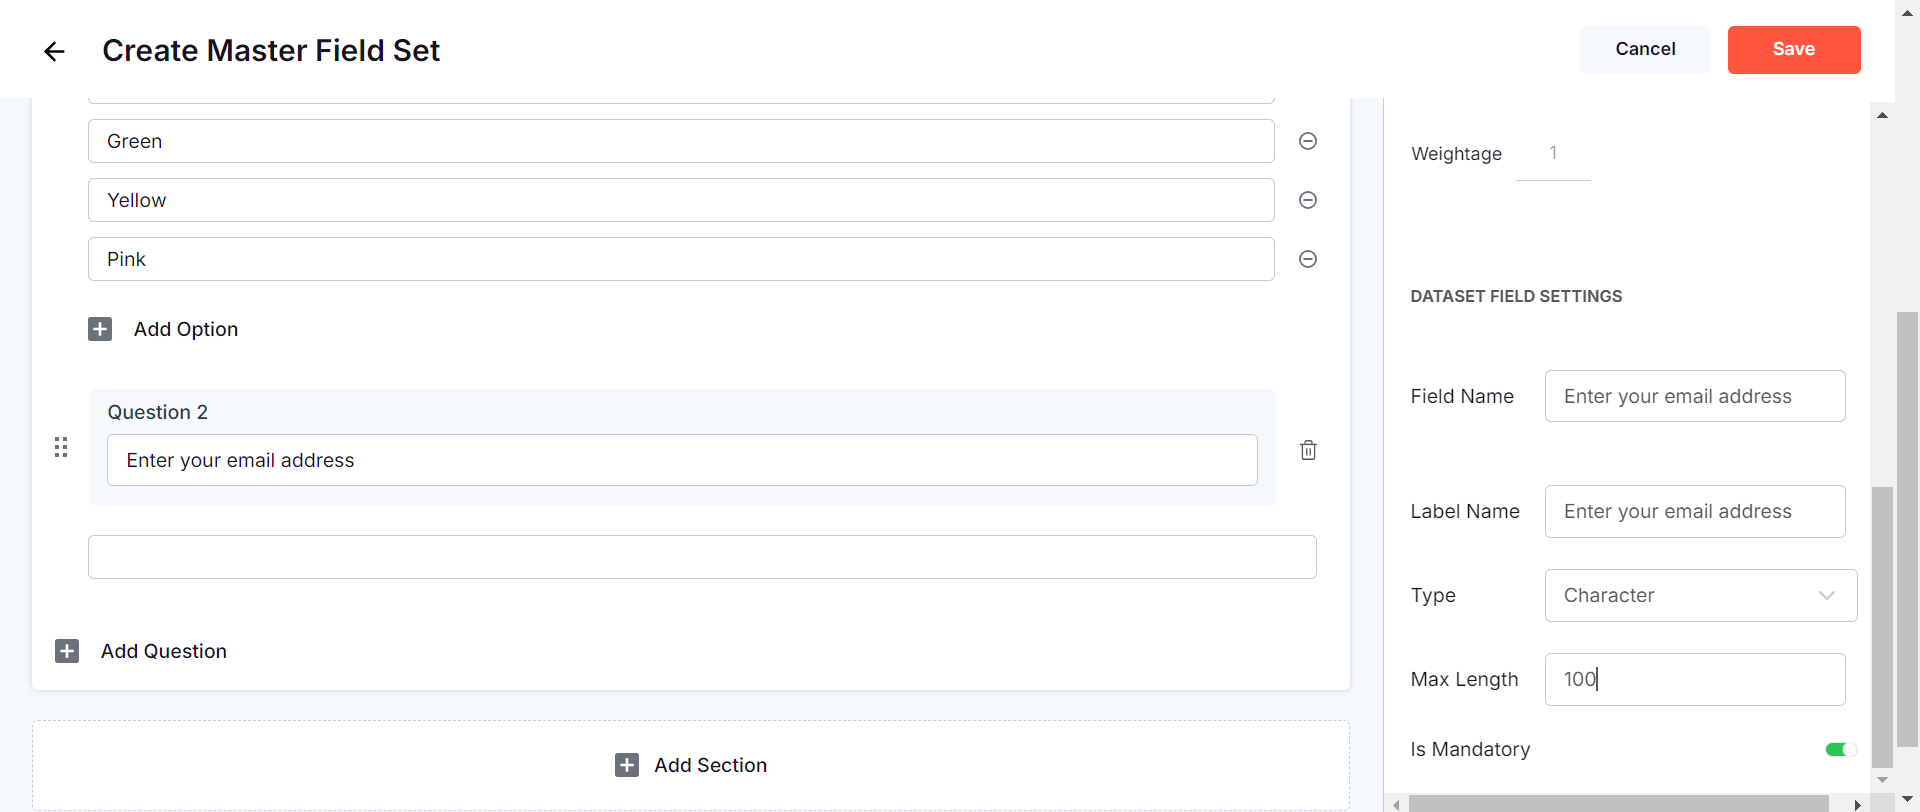 Create Master Field Set
Cancel
Save
Green
Yellow
Pink
Add Option
Question 2
Enter your email address
Add Question
Add Section
Weightage 1
DATASET FIELD SETTINGS
Field Name Enter your email address
Label Name Enter your email address
Type Character
Max Length 100
Is Mandatory